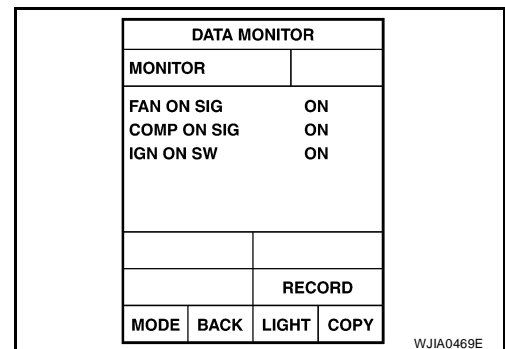 DATA MONITOR
MONITOR
FAN ON SIG ON
COMP ON SIG ON
IGN ON SW ON
RECORD
MODE BACK LIGHT COPY
WJIA0469E